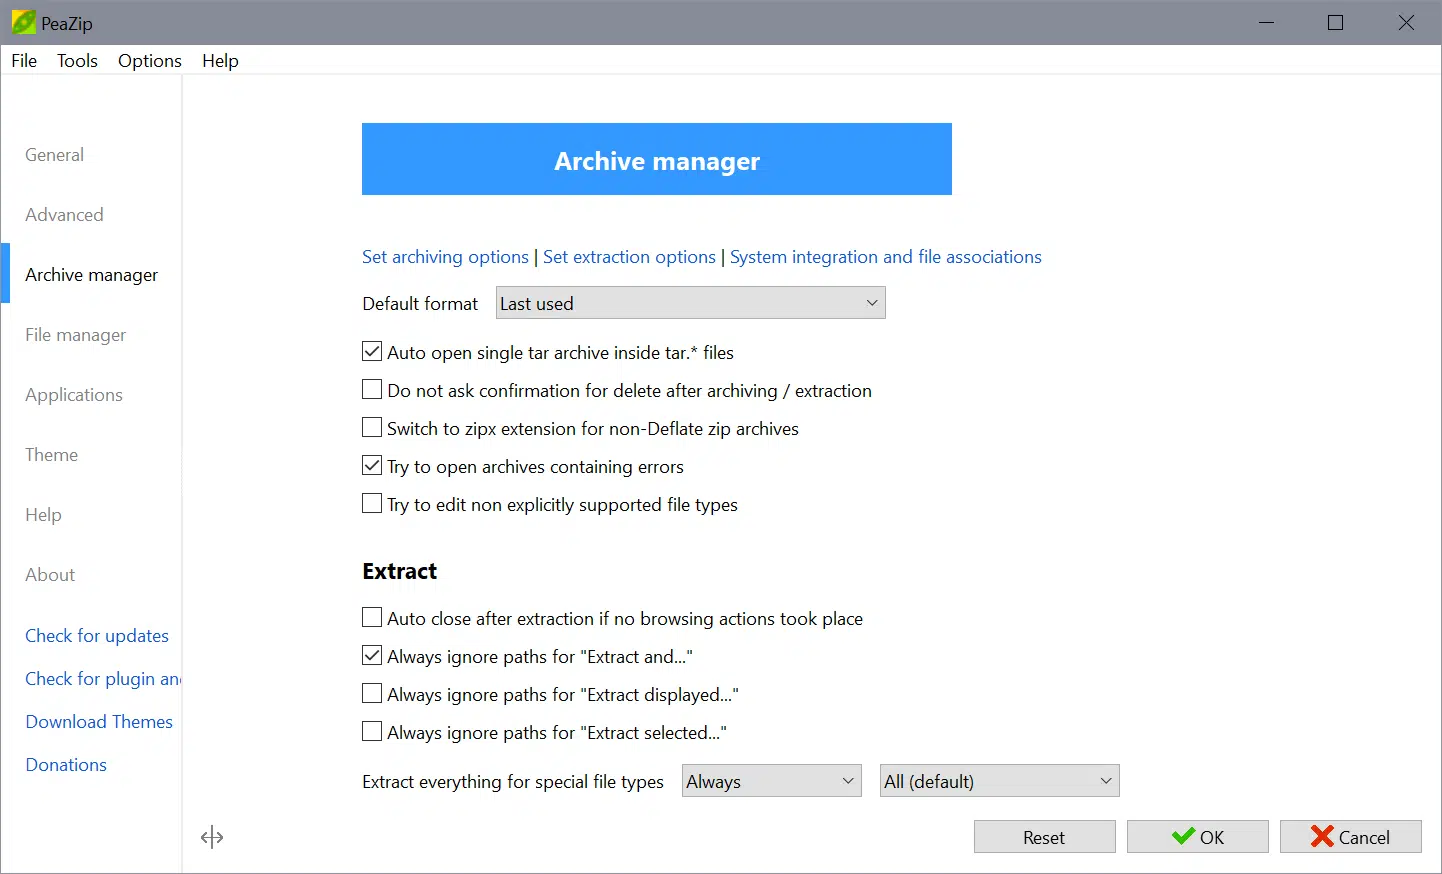 PeaZip
File Tools Options Help
General
Advanced
Archive manager
File manager
Applications
Theme
Help
About
Check for updates
Check for plugin an
Download Themes
Donations
Archive manager
Set archiving options | Set extraction options | System integration and file associations
Default format Last used
Auto open single tar archive inside tar.* files
Do not ask confirmation for delete after archiving / extraction
Switch to zipx extension for non-Deflate zip archives
Try to open archives containing errors
Try to edit non explicitly supported file types
Extract
Auto close after extraction if no browsing actions took place
Always ignore paths for "Extract and..."
Always ignore paths for "Extract displayed..."
Always ignore paths for "Extract selected..."
Extract everything for special file types Always All (default)
Reset OK Cancel